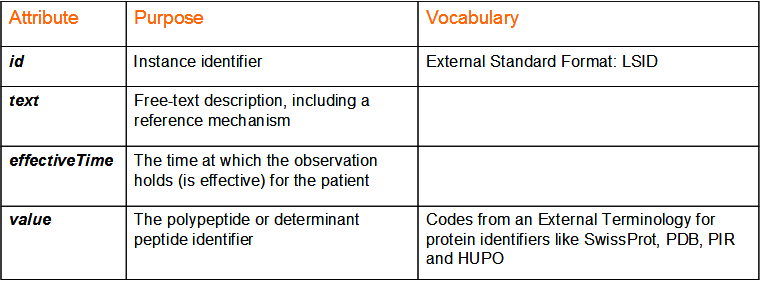 Attribute Purpose Vocabulary
id Instance identifier External Standard Format: LSID
text Free-text description, including a
reference mechanism
effectiveTime The time at which the observation
holds (is effective) for the patient
value The polypeptide or determinant Codes from an External Terminology for
peptide identifier protein identifiers like SwissProt, PDB, PIR
and HUPO